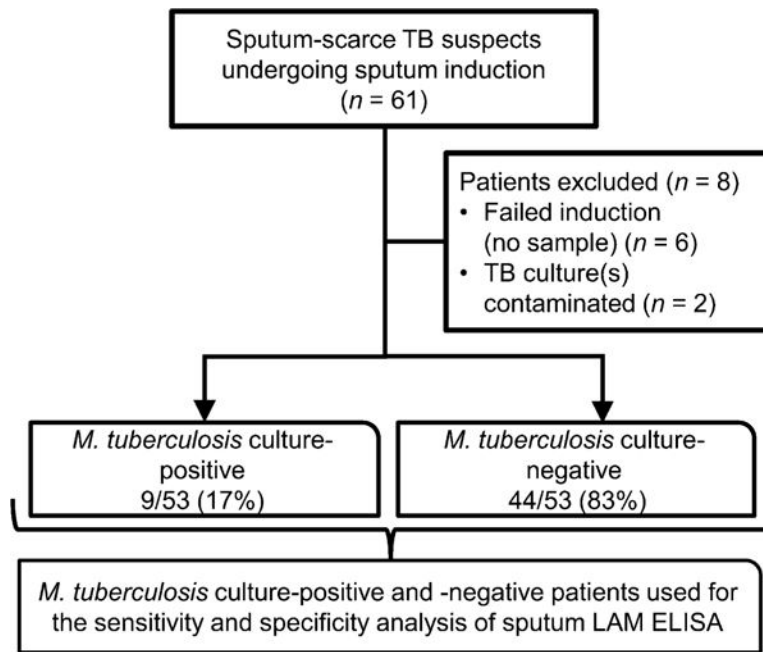 Sputum-scarce TB suspects
undergoing sputum induction
(n = 61)
Patients excluded (n = 8)
• Failed induction
(no sample) (n = 6)
• TB culture(s)
contaminated (n = 2)
M. tuberculosis culture-
positive
9/53 (17%)
M. tuberculosis culture-
negative
44/53 (83%)
M. tuberculosis culture-positive and -negative patients used for
the sensitivity and specificity analysis of sputum LAM ELISA